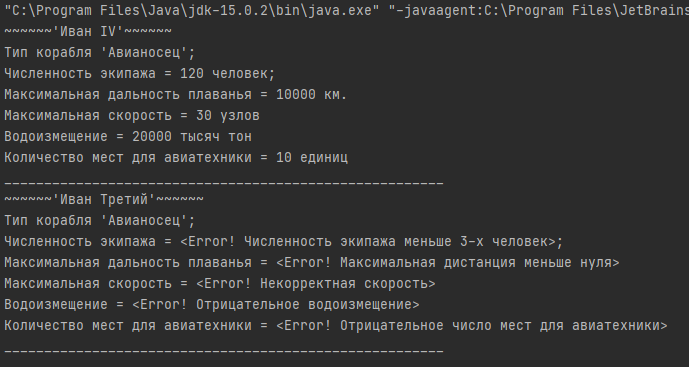 "C:\Program Files\Java\jdk-15.0.2\bin\java.exe" "-javaagent:C:\Program Files\JetBrains
~~~~~~'Иван IV'~~~~~~
Тип корабля 'Авианосец';
Численность экипажа = 120 человек;
Максимальная дальность плаванья = 10000 км.
Максимальная скорость = 30 узлов
Водоизмещение = 20000 тысяч тон
Количество мест для авиатехники = 10 единиц
_______________________________________________________
~~~~~~'Иван Третий'~~~~~~
Тип корабля 'Авианосец';
Численность экипажа = <Error! Численность экипажа меньше 3-х человек>;
Максимальная дальность плаванья = <Error! Максимальная дистанция меньше нуля>
Максимальная скорость = <Error! Некорректная скорость>
Водоизмещение = <Error! Отрицательное водоизмещение>
Количество мест для авиатехники = <Error! Отрицательное число мест для авиатехники>
_______________________________________________________